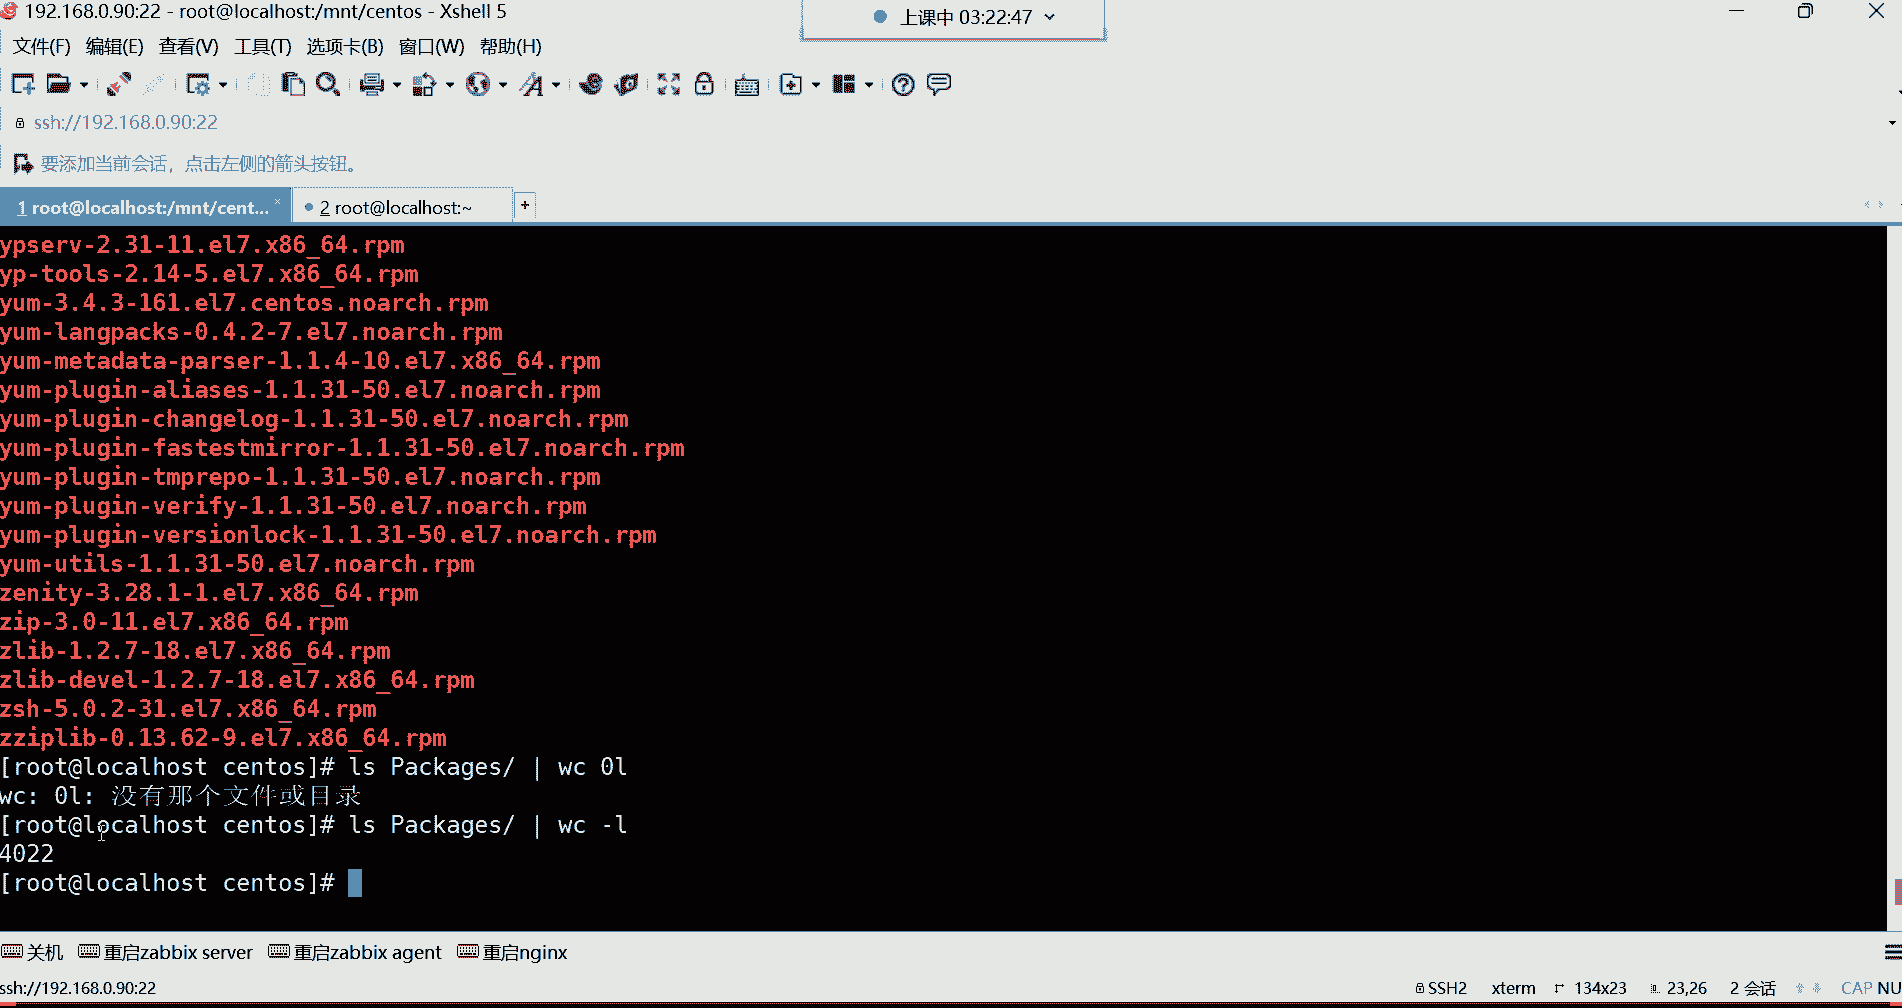 192.168.0.90:22 - root@localhost:/mnt/centos - Xshell 5
上课中 03:22:47
文件(F) 编辑(E) 查看(V) 工具(T) 选项卡(B) 窗口(W) 帮助(H)
ssh://192.168.0.90:22
要添加当前会话，点击左侧的箭头按钮。
1 root@localhost:/mnt/cent... × 2 root@localhost:~ +
ypserv-2.31-11.el7.x86_64.rpm
yp-tools-2.14-5.el7.x86_64.rpm
yum-3.4.3-161.el7.centos.noarch.rpm
yum-langpacks-0.4.2-7.el7.noarch.rpm
yum-metadata-parser-1.1.4-10.el7.x86_64.rpm
yum-plugin-aliases-1.1.31-50.el7.noarch.rpm
yum-plugin-changelog-1.1.31-50.el7.noarch.rpm
yum-plugin-fastestmirror-1.1.31-50.el7.noarch.rpm
yum-plugin-tmprepo-1.1.31-50.el7.noarch.rpm
yum-plugin-verify-1.1.31-50.el7.noarch.rpm
yum-plugin-versionlock-1.1.31-50.el7.noarch.rpm
yum-utils-1.1.31-50.el7.noarch.rpm
zenity-3.28.1-1.el7.x86_64.rpm
zip-3.0-11.el7.x86_64.rpm
zlib-1.2.7-18.el7.x86_64.rpm
zlib-devel-1.2.7-18.el7.x86_64.rpm
zsh-5.0.2-31.el7.x86_64.rpm
zziplib-0.13.62-9.el7.x86_64.rpm
[root@localhost centos]# ls Packages/ | wc 0l
wc: 0l: 没有那个文件或目录
[root@localhost centos]# ls Packages/ | wc -l
4022
[root@localhost centos]#
关机 重启zabbix server 重启zabbix agent 重启nginx
ssh://192.168.0.90:22 SSH2 xterm 134x23 23,26 2 会话 CAP NU